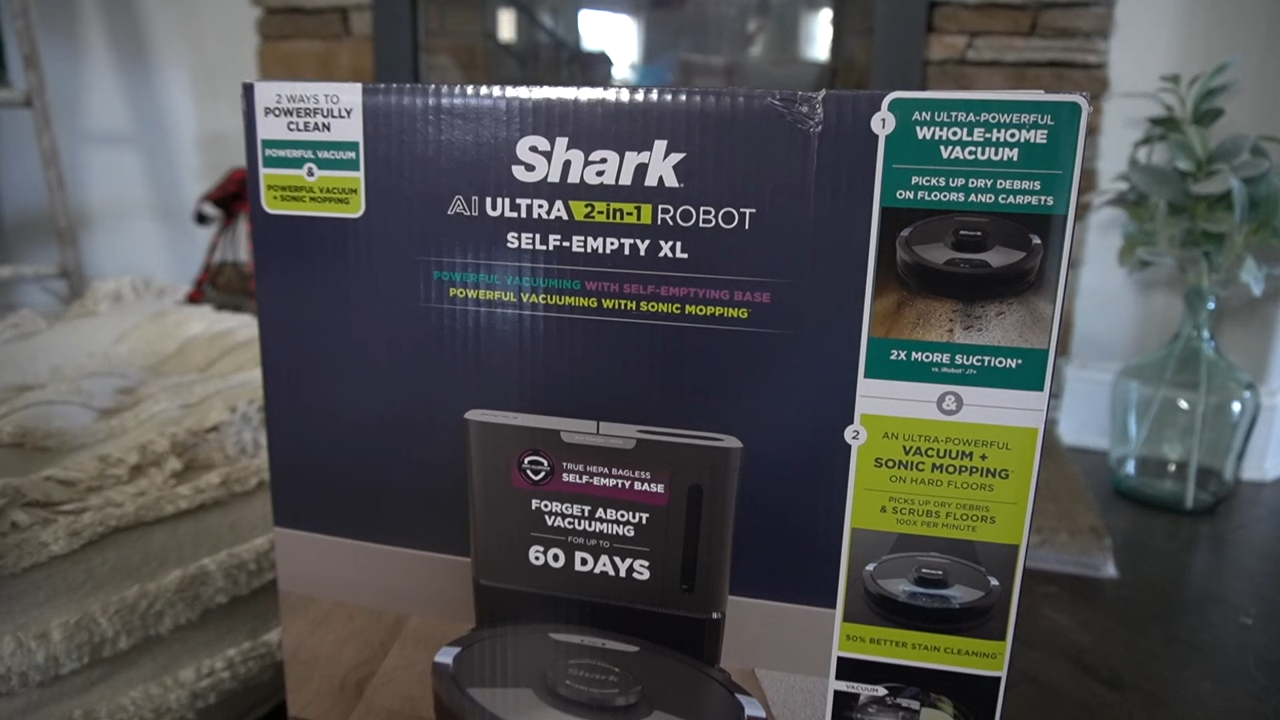 2 WAYS TO
POWERFULLY
CLEAN
POWERFUL VACUUM
&
POWERFUL VACUUM
+ SONIC MOPPING
Shark
AI ULTRA 2-in-1 ROBOT
SELF-EMPTY XL
POWERFUL VACUUMING WITH SELF-EMPTYING BASE
POWERFUL VACUUMING WITH SONIC MOPPING
TRUE HEPA BAGLESS
SELF-EMPTY BASE
FORGET ABOUT
VACUUMING
FOR UP TO
60 DAYS
Shark
1
AN ULTRA-POWERFUL
WHOLE-HOME
VACUUM
PICKS UP DRY DEBRIS
ON FLOORS AND CARPETS
Shark
2X MORE SUCTION*
vs. iRobot® J7+
&
2
AN ULTRA-POWERFUL
VACUUM +
SONIC MOPPING™
ON HARD FLOORS
PICKS UP DRY DEBRIS
& SCRUBS FLOORS
100X PER MINUTE
Shark
50% BETTER STAIN CLEANING**
VACUUM